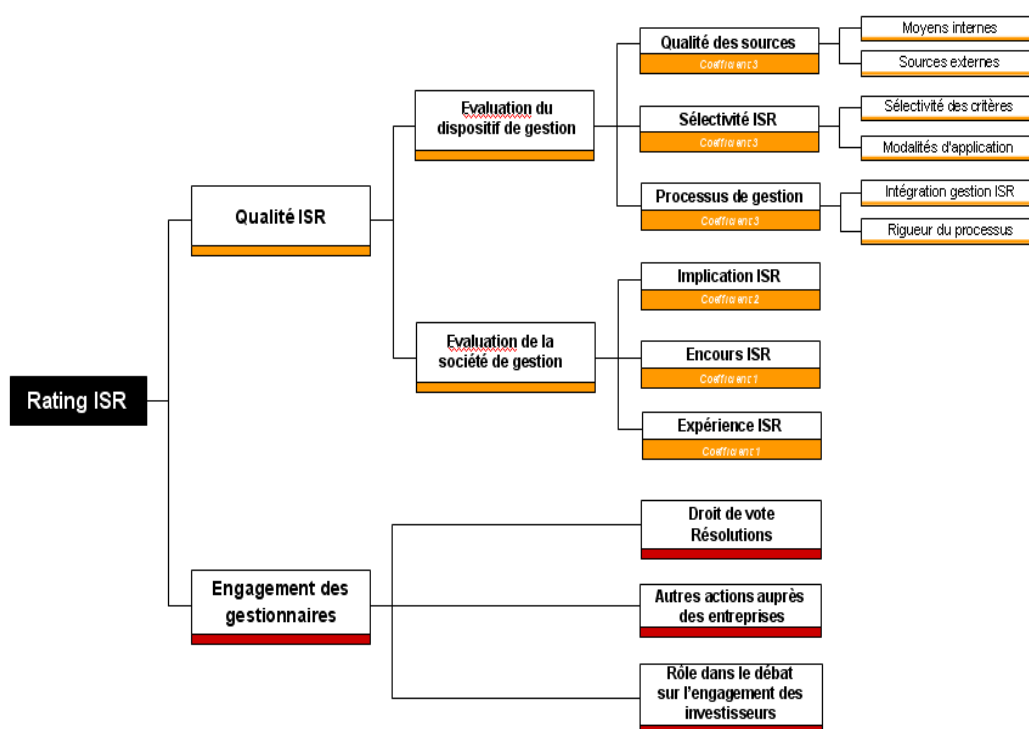 Rating ISR
Qualité ISR
Evaluation du
dispositif de gestion
Qualité des sources
Coefficient 3
Moyens internes
Sources externes
Sélectivité ISR
Coefficient 3
Sélectivité des critères
Modalités d'application
Processus de gestion
Coefficient 3
Intégration gestion ISR
Rigueur du processus
Evaluation de la
société de gestion
Implication ISR
Coefficient 2
Encours ISR
Coefficient 1
Expérience ISR
Coefficient 1
Engagement des
gestionnaires
Droit de vote
Résolutions
Autres actions auprès
des entreprises
Rôle dans le débat
sur l'engagement des
investisseurs